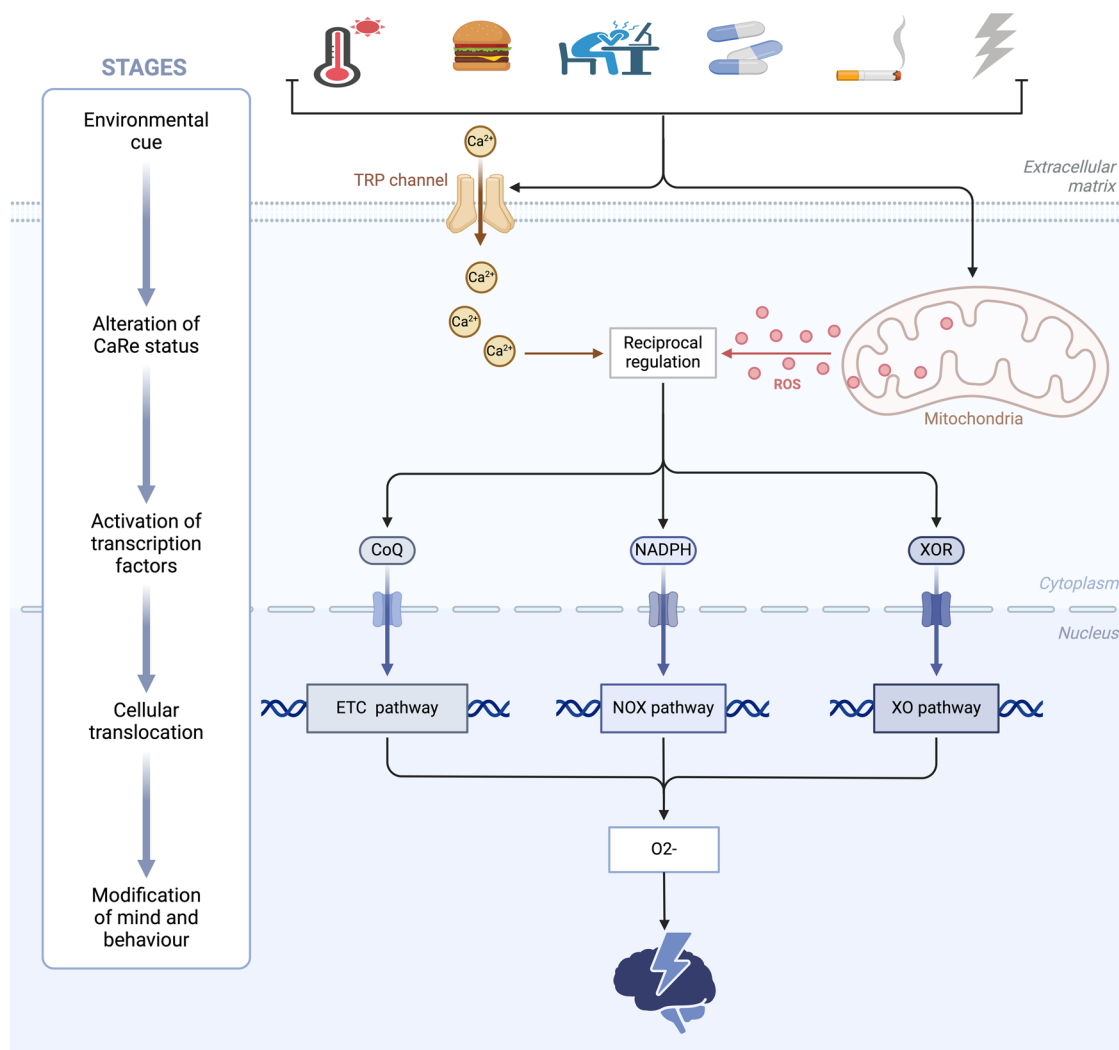 STAGES
Environmental
cue
Alteration of
CaRe status
Activation of
transcription
factors
Cellular
translocation
Modification
of mind and
behaviour
Ca²⁺
TRP channel
Extracellular
matrix
Ca²⁺
Ca²⁺
Ca²⁺
Reciprocal
regulation
ROS
Mitochondria
CoQ
NADPH
XOR
Cytoplasm
Nucleus
ETC pathway
NOX pathway
XO pathway
O2-